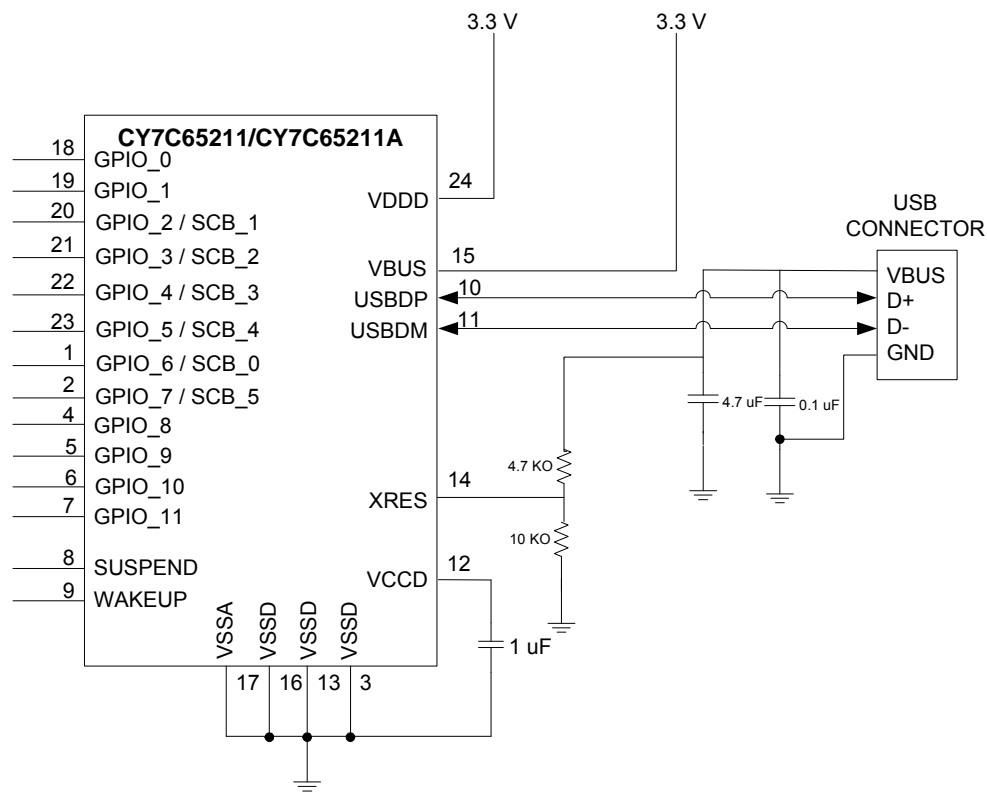 3.3 V
3.3 V
CY7C65211/CY7C65211A
18
GPIO_0
19
GPIO_1
20
GPIO_2 / SCB_1
21
GPIO_3 / SCB_2
22
GPIO_4 / SCB_3
23
GPIO_5 / SCB_4
1
GPIO_6 / SCB_0
2
GPIO_7 / SCB_5
4
GPIO_8
5
GPIO_9
6
GPIO_10
7
GPIO_11
8
SUSPEND
9
WAKEUP
VDDD
24
VBUS
15
USBDP
10
USBDM
11
XRES
14
VCCD
12
VSSA
VSSD
VSSD
VSSD
17
16
13
3
1 uF
4.7 KO
10 KO
4.7 uF
0.1 uF
USB
CONNECTOR
VBUS
D+
D-
GND